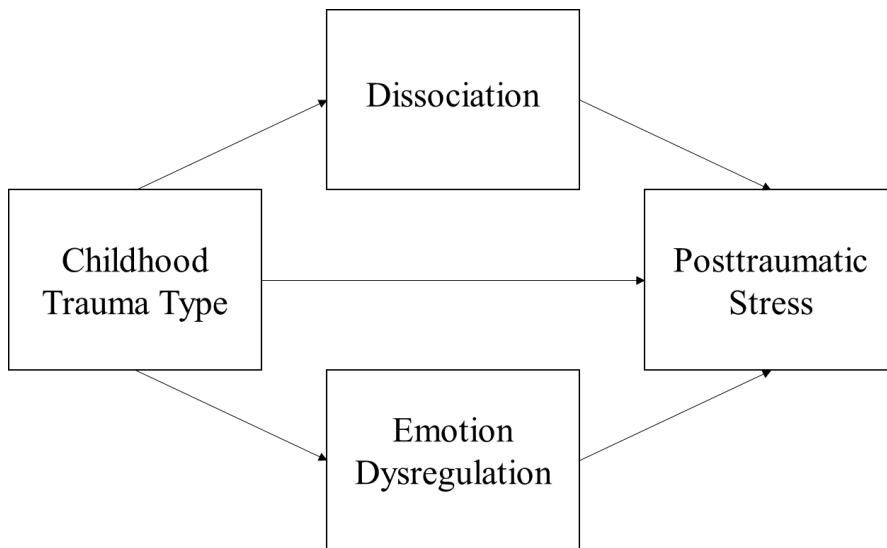 Dissociation
Childhood
Trauma Type
Posttraumatic
Stress
Emotion
Dysregulation